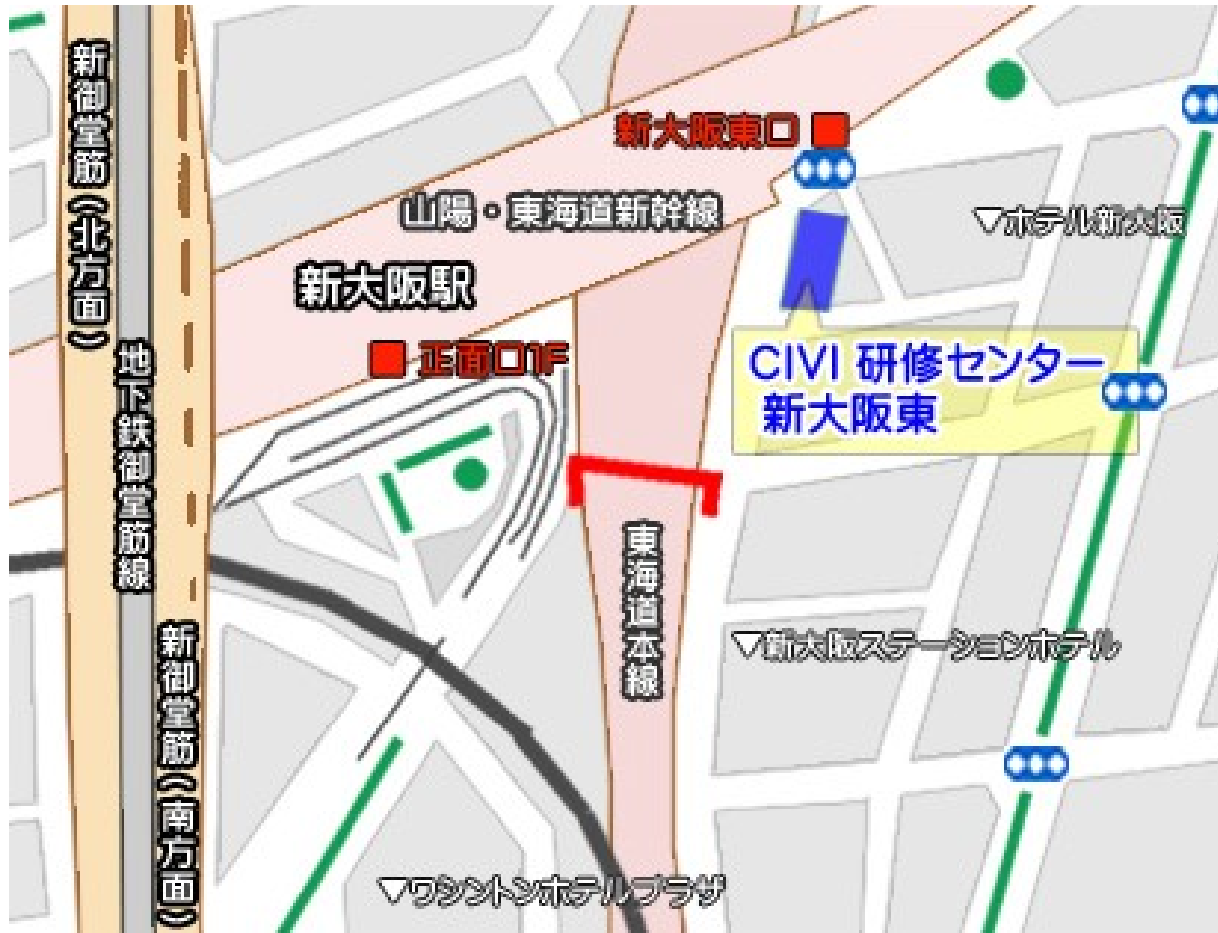 新御堂筋(北方面)
新大阪東口
山陽・東海道新幹線
▽ホテル新大阪
新大阪駅
地下鉄御堂筋線
正面口1F
CIVI 研修センター
新大阪東
東海道本線
新御堂筋(南方面)
▽新大阪ステーションホテル
▽ワシントンホテルプラザ